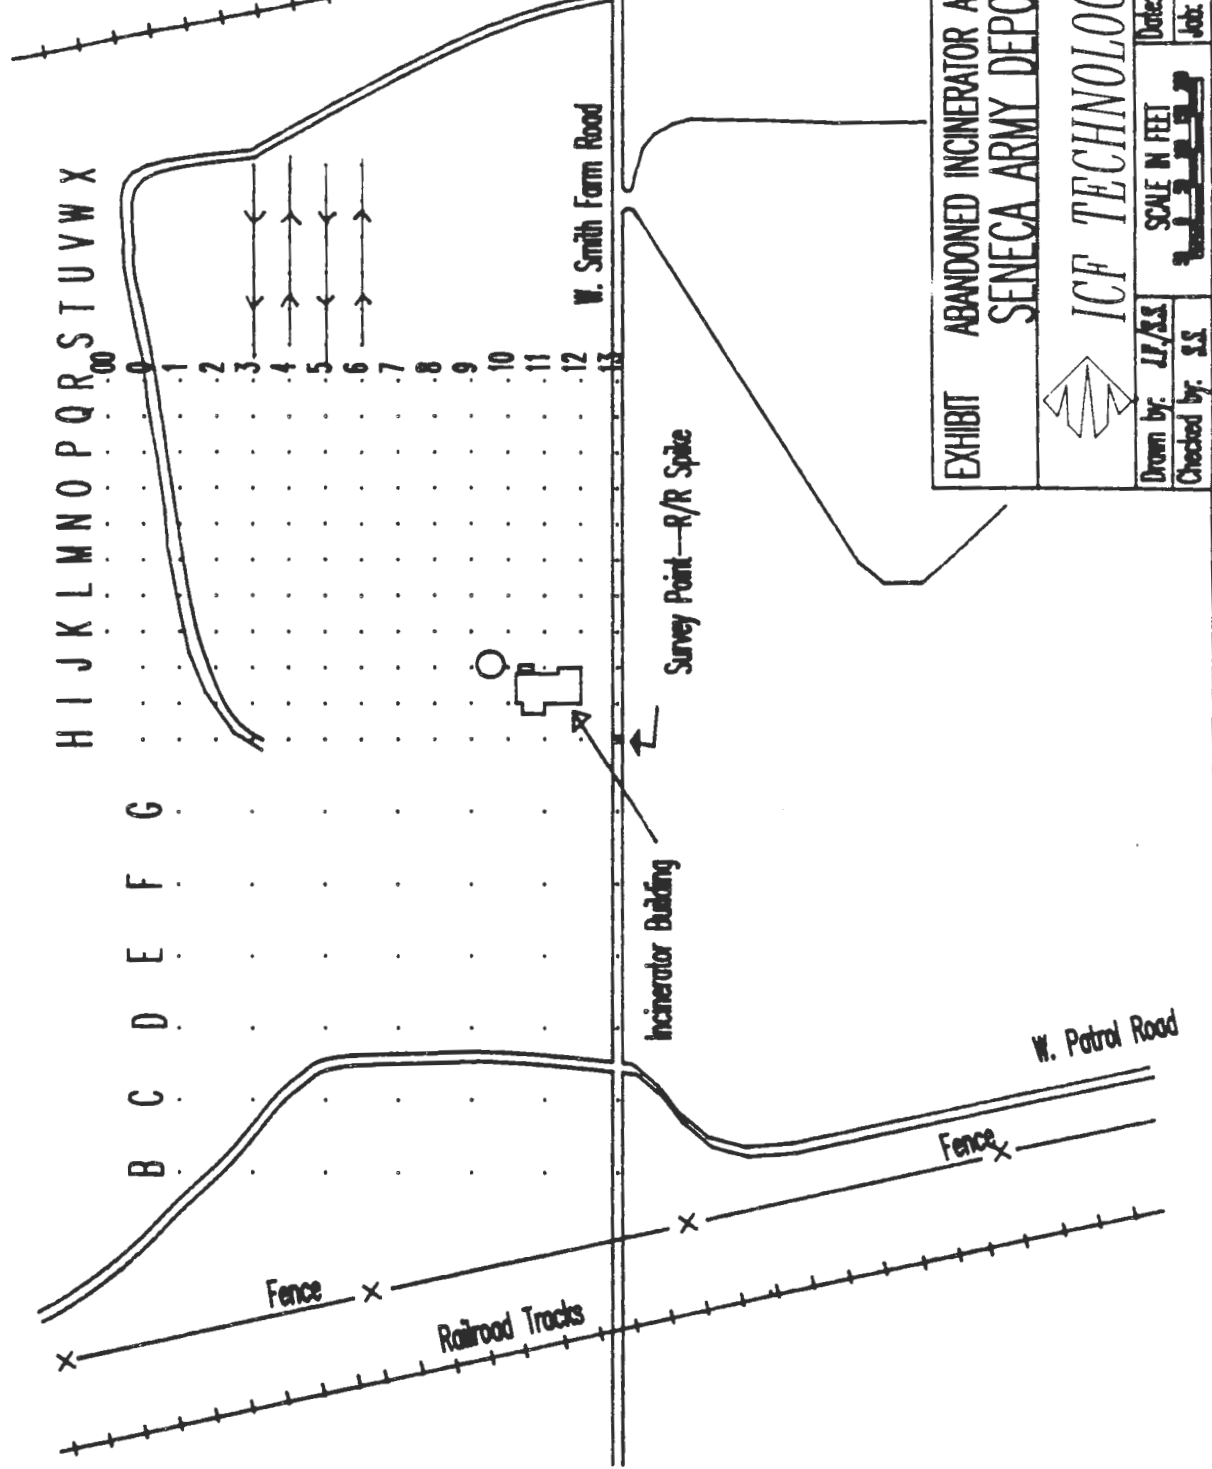 B C D E F G
H I J K L M N O P Q R S T U V W X
00
0
1
2
3
4
5
6
7
8
9
10
11
12
13
W. Smith Farm Road
Survey Point—R/R Spike
Incinerator Building
W. Patrol Road
Fence
Fence
Railroad Tracks
EXHIBIT ABANDONED INCINERATOR A
SENECA ARMY DEPO
ICF TECHNOLOG
Drawn by: J.F./S.S.
Checked by: S.S.
SCALE IN FEET
Date:
Job: